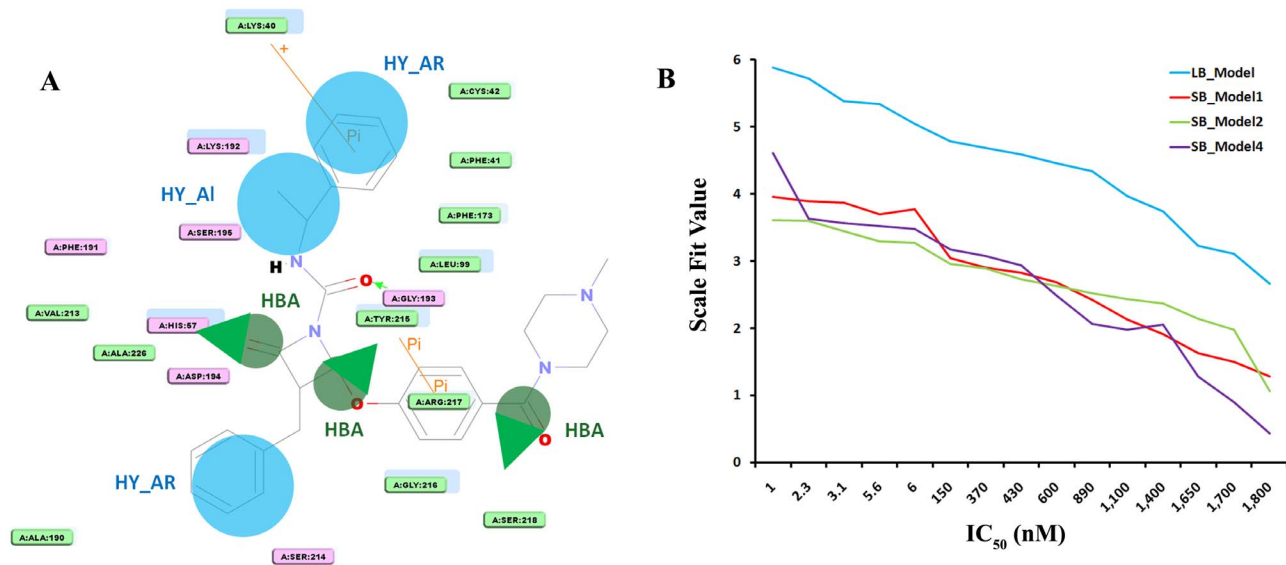 A
A:LYS:40
+
HY_AR
A:CYS:42
Pi
A:LYS:192
A:PHE:41
HY_Al
A:PHE:173
A:SER:195
A:PHE:191
H
N
A:LEU:99
O
A:GLY:193
HBA
N
A:VAL:213
A:TYR:215
A:HIS:57
N
A:ALA:226
Pi
A:ASP:194
N
Pi
O
A:ARG:217
HBA
O
HBA
HY_AR
A:GLY:216
A:SER:218
A:ALA:190
A:SER:214
B
LB_Model
SB_Model1
SB_Model2
SB_Model4
Scale Fit Value
6
5
4
3
2
1
0
1
2.3
3.1
5.6
6
150
370
430
600
890
1,100
1,400
1,650
1,700
1,800
IC50 (nM)